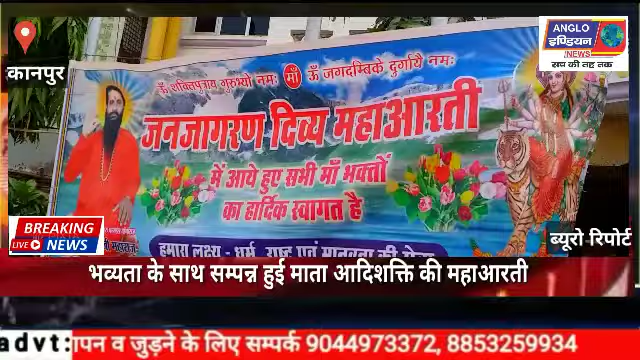 ANGLO
इण्डियन
NEWS
सच की तह तक
कानपुर
ॐ शक्तिपुत्राय गुरुभ्यो नमः माँ ॐ जगदम्बिके दुर्गायै नमः
जनजागरण दिव्य महाआरती
में आये हुए सभी माँ भक्तों
का हार्दिक स्वागत है
हमारा लक्ष्य - धर्म, राष्ट्र एवं मानवता की सेवा
BREAKING
LIVE NEWS
ब्यूरो रिपोर्ट
भव्यता के साथ सम्पन्न हुई माता आदिशक्ति की महाआरती
advt: ापन व जुड़ने के लिए सम्पर्क 9044973372, 8853259934